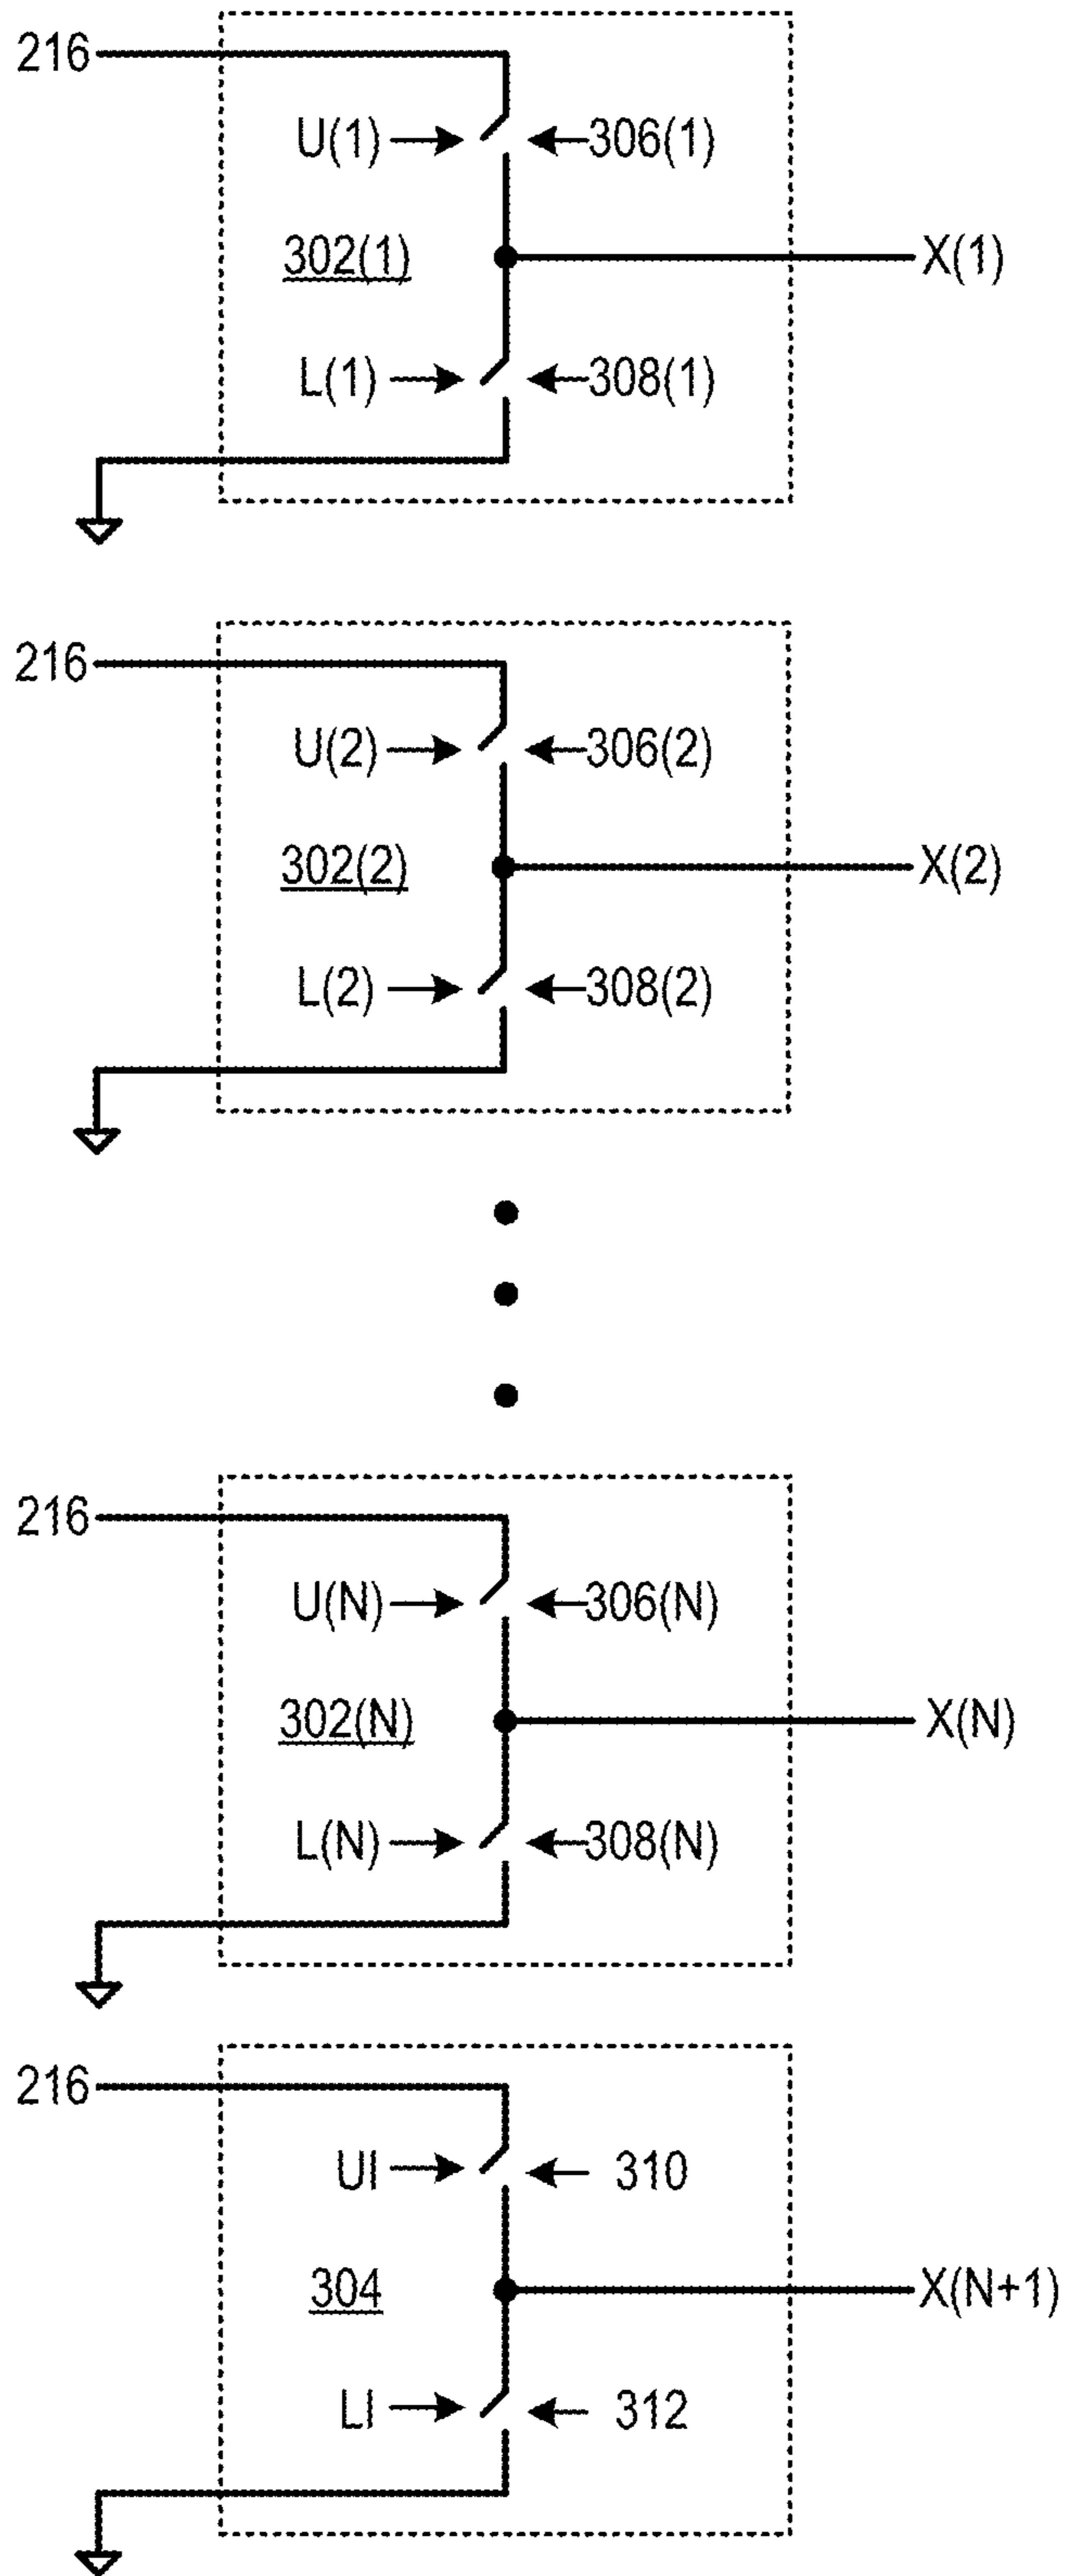 216
U(1) 306(1)
302(1) X(1)
L(1) 308(1)
216
U(2) 306(2)
302(2) X(2)
L(2) 308(2)
216
U(N) 306(N)
302(N) X(N)
L(N) 308(N)
216
UI 310
304 X(N+1)
LI 312